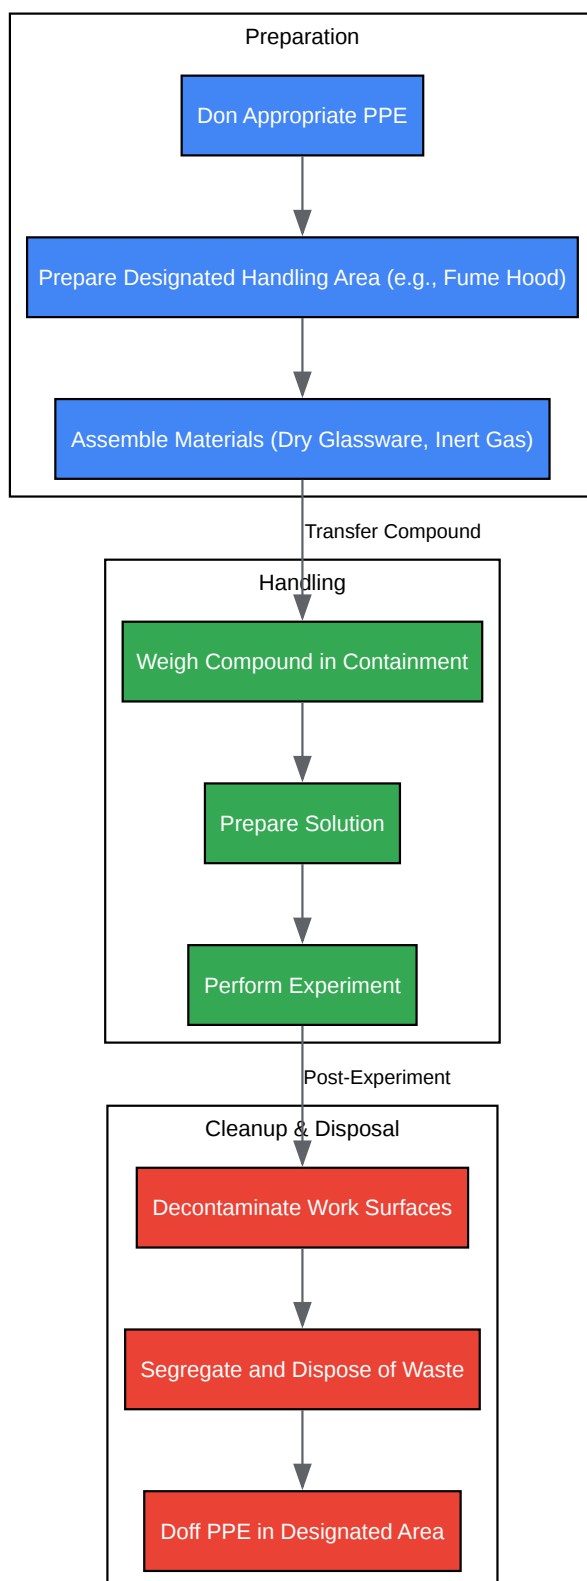 Preparation
Don Appropriate PPE
Prepare Designated Handling Area (e.g., Fume Hood)
Assemble Materials (Dry Glassware, Inert Gas)
Transfer Compound
Handling
Weigh Compound in Containment
Prepare Solution
Perform Experiment
Post-Experiment
Cleanup & Disposal
Decontaminate Work Surfaces
Segregate and Dispose of Waste
Doff PPE in Designated Area